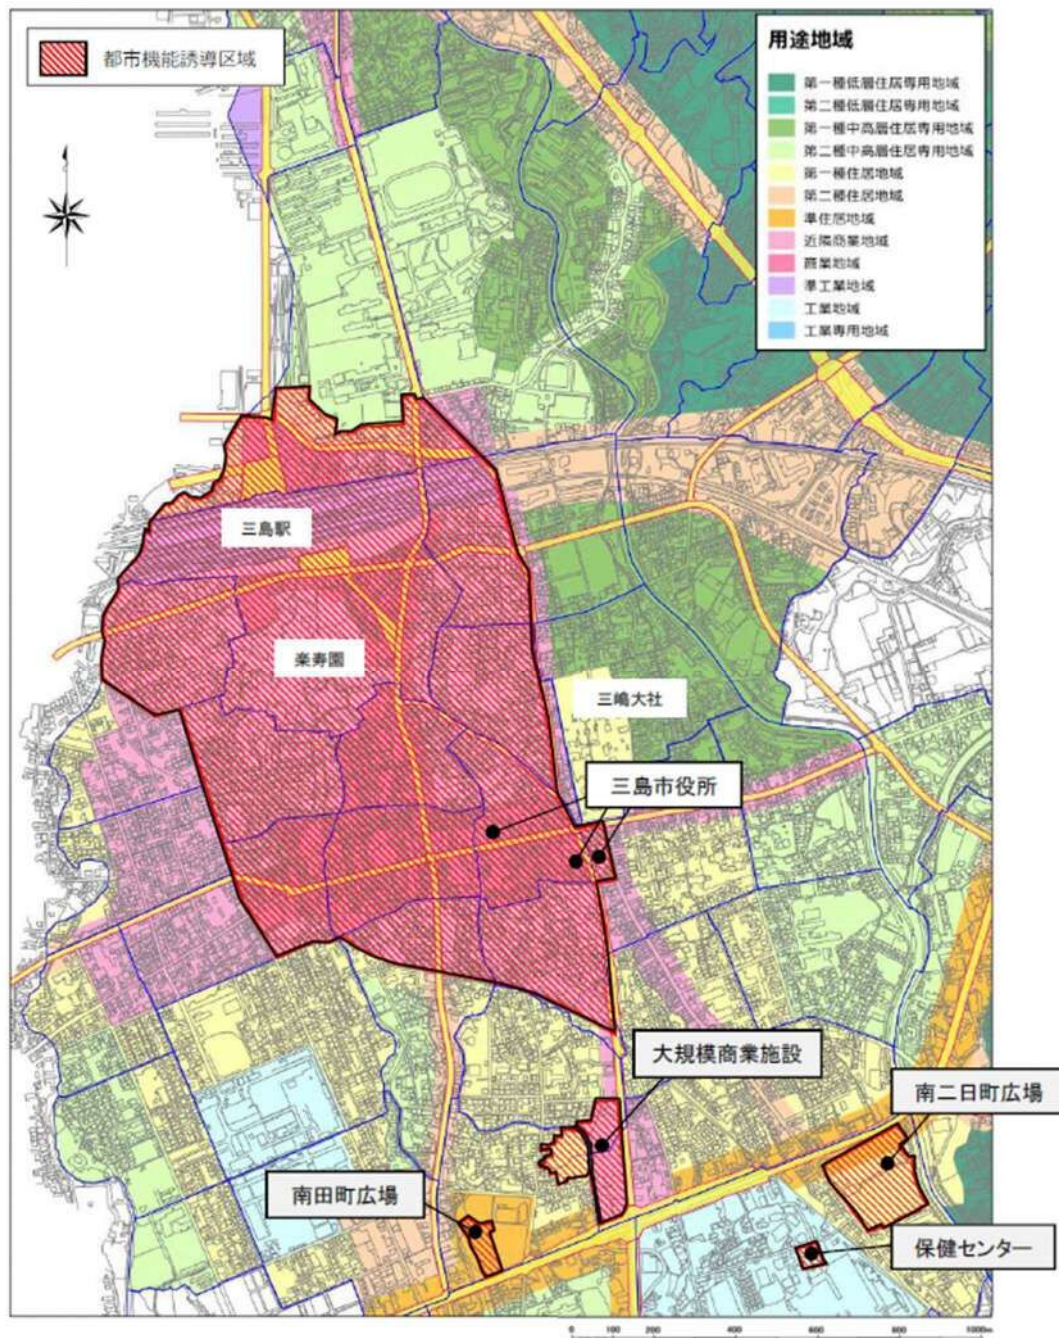 都市機能誘導区域
用途地域
第一種低層住居専用地域
第二種低層住居専用地域
第一種中高層住居専用地域
第二種中高層住居専用地域
第一種住居地域
第二種住居地域
準住居地域
近隣商業地域
商業地域
準工業地域
工業地域
工業専用地域
三島駅
楽寿園
三嶋大社
三島市役所
大規模商業施設
南二日町広場
南田町広場
保健センター
0 100 200 400 600 800 1000m